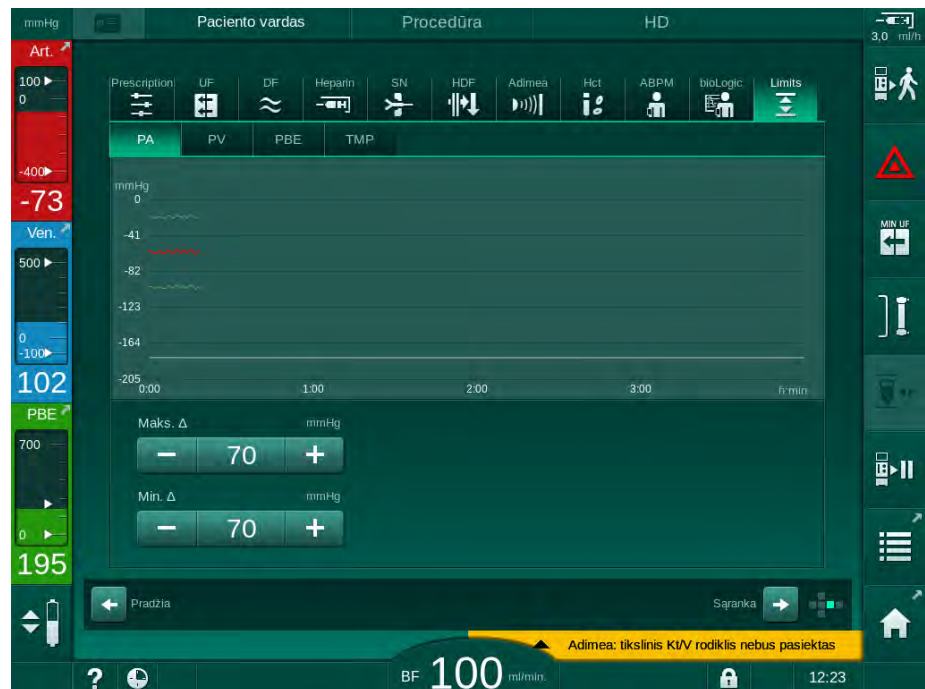 mmHg
Paciento vardas
Procedūra
HD
3,0 ml/h
Art.
100
0
-400
-73
Ven.
500
0
-100
102
PBE
700
0
195
Prescription UF DF Heparin SN HDF Adimea Hct ABPM bioLogic Limits
PA PV PBE TMP
mmHg
0
-41
-82
-123
-164
-205
0:00 1:00 2:00 3:00 h:min
Maks. Δ mmHg
− 70 +
Min. Δ mmHg
− 70 +
Pradžia
Sąranka
Adimea: tikslinis Kt/V rodiklis nebus pasiektas
MIN UF
? BF 100 ml/min. 12:23